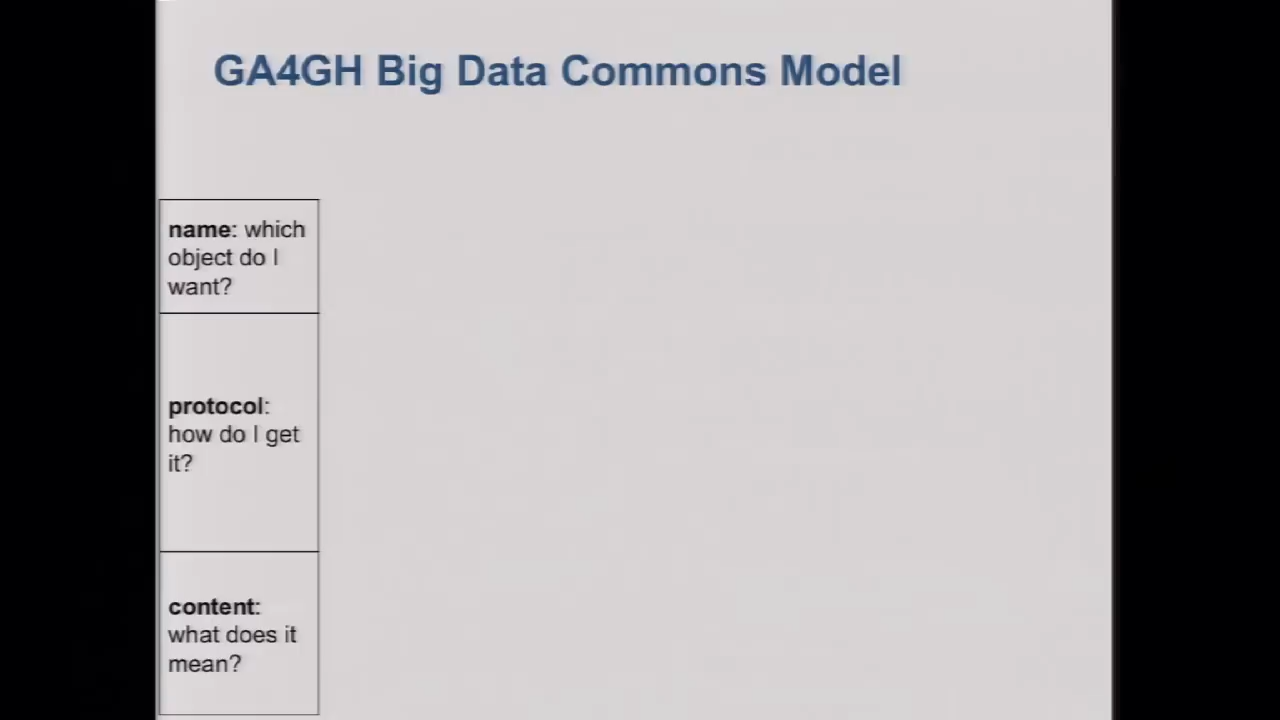 GA4GH Big Data Commons Model
name: which
object do I
want?
protocol:
how do I get
it?
content:
what does it
mean?